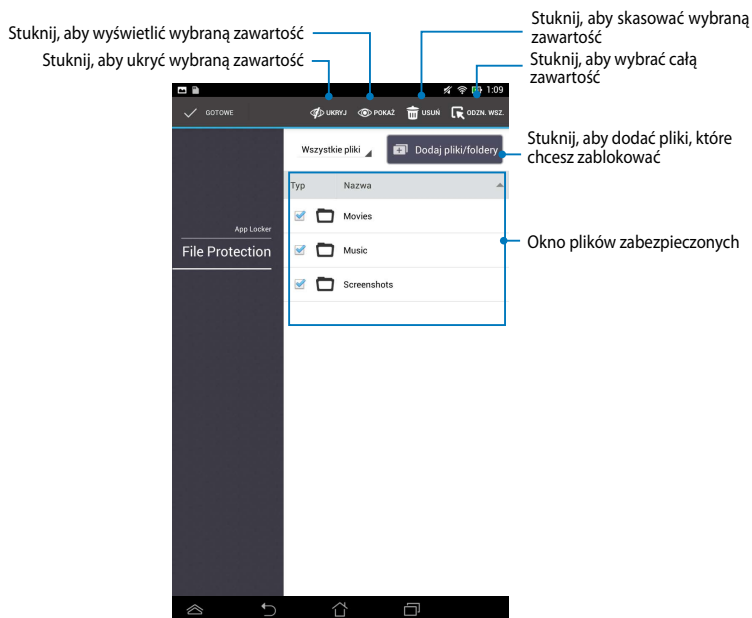 Stuknij, aby skasować wybraną
zawartość
Stuknij, aby wyświetlić wybraną zawartość
Stuknij, aby ukryć wybraną zawartość
Stuknij, aby wybrać całą
zawartość
1:09
GOTOWE
UKRYJ
POKAŻ
USUŃ
ODZN. WSZ.
Wszystkie pliki
Dodaj pliki/foldery
Stuknij, aby dodać pliki, które
chcesz zablokować
Typ Nazwa
Movies
App Locker
File Protection
Music
Okno plików zabezpieczonych
Screenshots